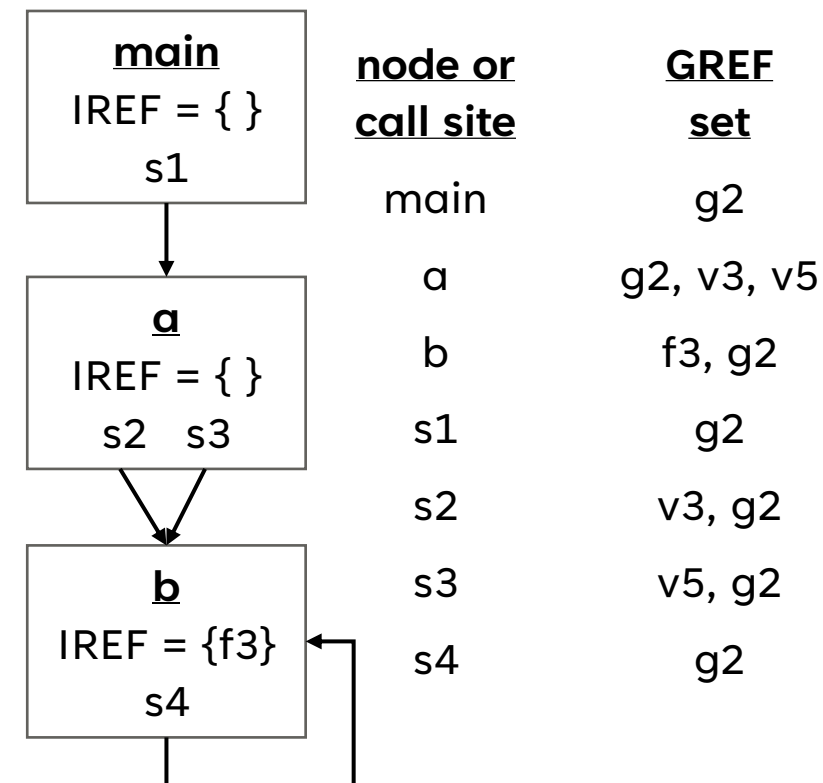 main
IREF = { }
s1
a
IREF = { }
s2 s3
b
IREF = {f3}
s4
node or call site
GREF set
main g2
a g2, v3, v5
b f3, g2
s1 g2
s2 v3, g2
s3 v5, g2
s4 g2